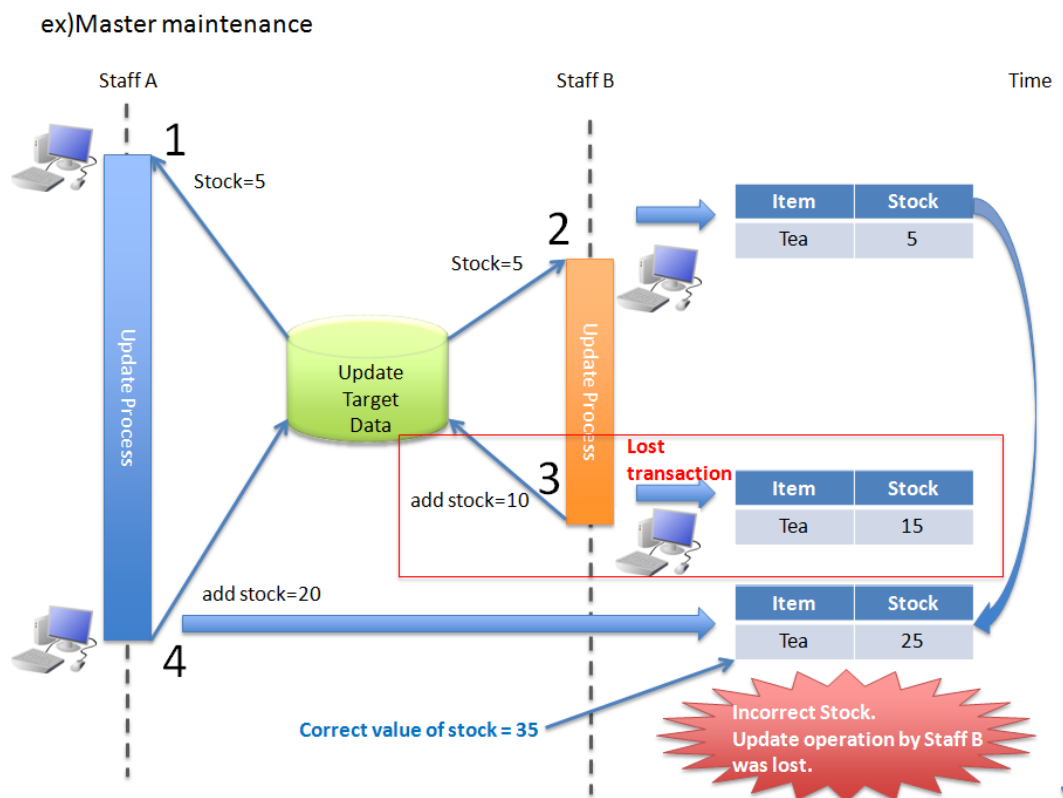 ex)Master maintenance
Staff A
Staff B
Time
1
Stock=5
2
Stock=5
Item Stock
Tea 5
Update Process
Update
Target
Data
Update Process
Lost
transaction
3
add stock=10
Item Stock
Tea 15
add stock=20
4
Item Stock
Tea 25
Correct value of stock = 35
Incorrect Stock.
Update operation by Staff B
was lost.